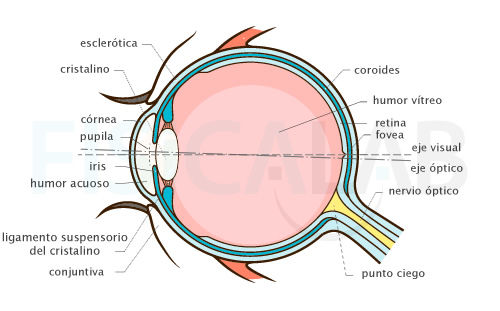 esclerótica
cristalino
córnea
pupila
iris
humor acuoso
ligamento suspensorio
del cristalino
conjuntiva
coroides
humor vítreo
retina
fovea
eje visual
eje óptico
nervio óptico
punto ciego